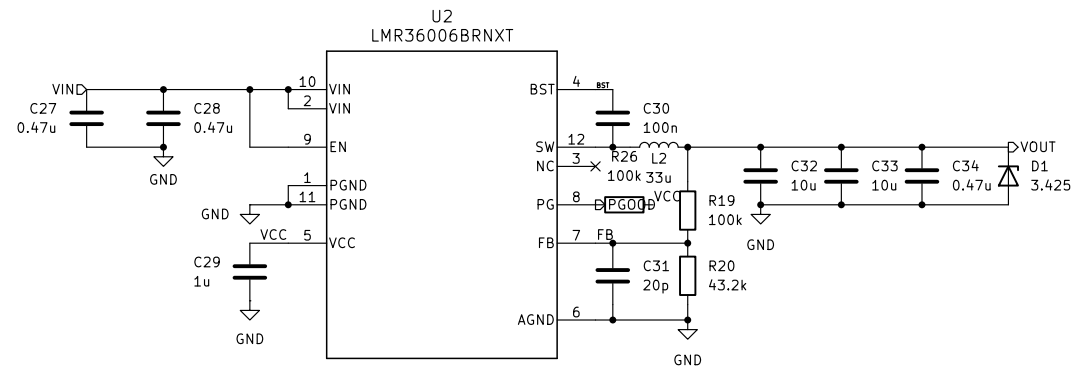 U2
LMR36006BRNXT
VIN
C27
0.47u
C28
0.47u
GND
10
VIN
2
VIN
9
EN
1
PGND
11
PGND
GND
VCC
5
VCC
C29
1u
GND
BST
4
BST
C30
100n
SW
12
NC
3
R26
100k
L2
33u
PG
8
PGOOD
VCC
R19
100k
FB
7
FB
C31
20p
R20
43.2k
AGND
6
GND
C32
10u
C33
10u
C34
0.47u
GND
VOUT
D1
3.425